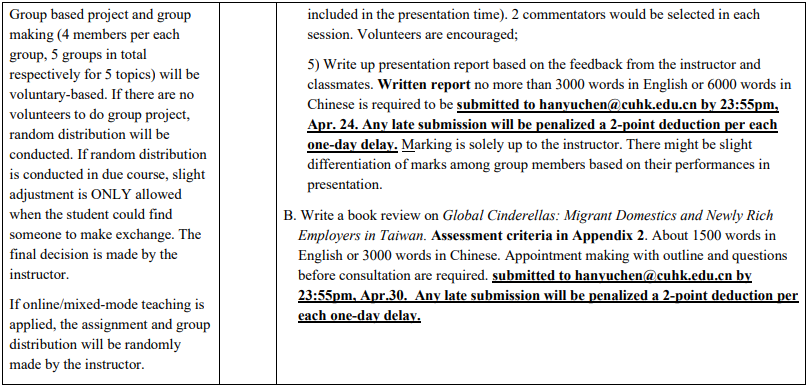 Group based project and group
making (4 members per each
group, 5 groups in total
respectively for 5 topics) will be
voluntary-based. If there are no
volunteers to do group project,
random distribution will be
conducted. If random distribution
is conducted in due course, slight
adjustment is ONLY allowed
when the student could find
someone to make exchange. The
final decision is made by the
instructor.
If online/mixed-mode teaching is
applied, the assignment and group
distribution will be randomly
made by the instructor.
included in the presentation time). 2 commentators would be selected in each
session. Volunteers are encouraged;
5) Write up presentation report based on the feedback from the instructor and
classmates. Written report no more than 3000 words in English or 6000 words in
Chinese is required to be submitted to hanyuchen@cuhk.edu.cn by 23:55pm,
Apr. 24. Any late submission will be penalized a 2-point deduction per each
one-day delay. Marking is solely up to the instructor. There might be slight
differentiation of marks among group members based on their performances in
presentation.
B. Write a book review on Global Cinderellas: Migrant Domestics and Newly Rich
Employers in Taiwan. Assessment criteria in Appendix 2. About 1500 words in
English or 3000 words in Chinese. Appointment making with outline and questions
before consultation are required. submitted to hanyuchen@cuhk.edu.cn by
23:55pm, Apr.30. Any late submission will be penalized a 2-point deduction per
each one-day delay.